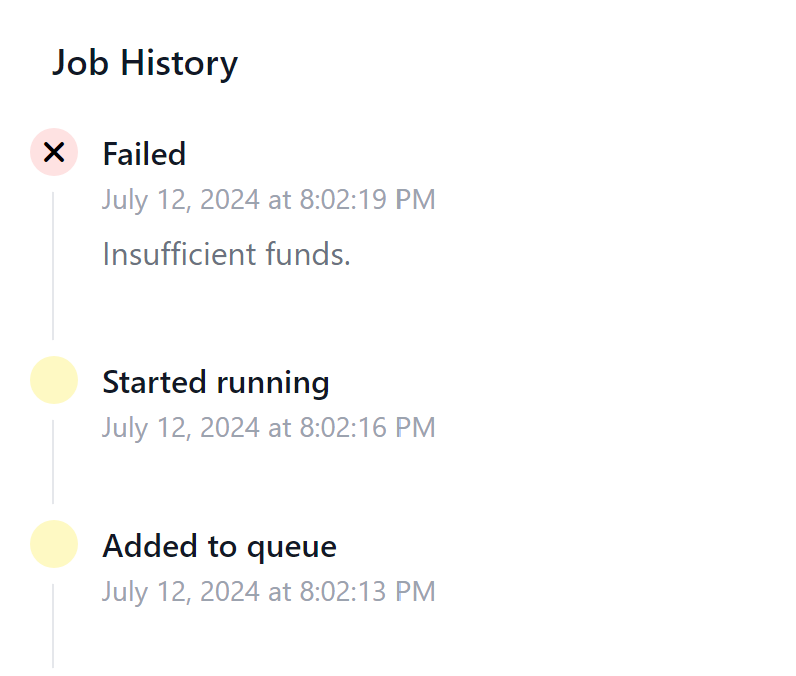 Job History
Failed
July 12, 2024 at 8:02:19 PM
Insufficient funds.
Started running
July 12, 2024 at 8:02:16 PM
Added to queue
July 12, 2024 at 8:02:13 PM